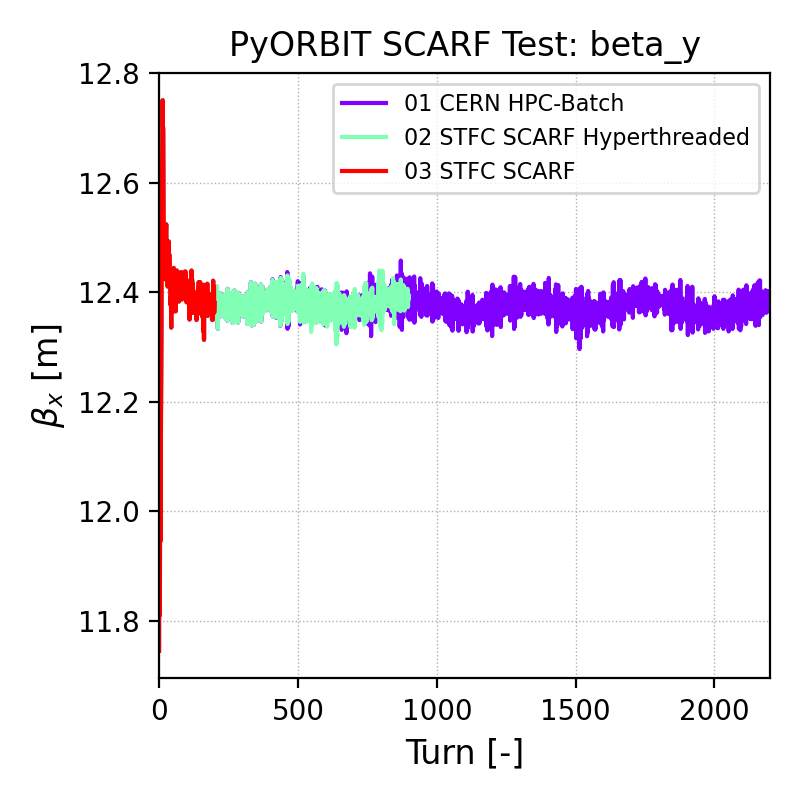 PyORBIT SCARF Test: beta_y
12.8
12.6
12.4
12.2
12.0
11.8
βx [m]
01 CERN HPC-Batch
02 STFC SCARF Hyperthreaded
03 STFC SCARF
0 500 1000 1500 2000
Turn [-]